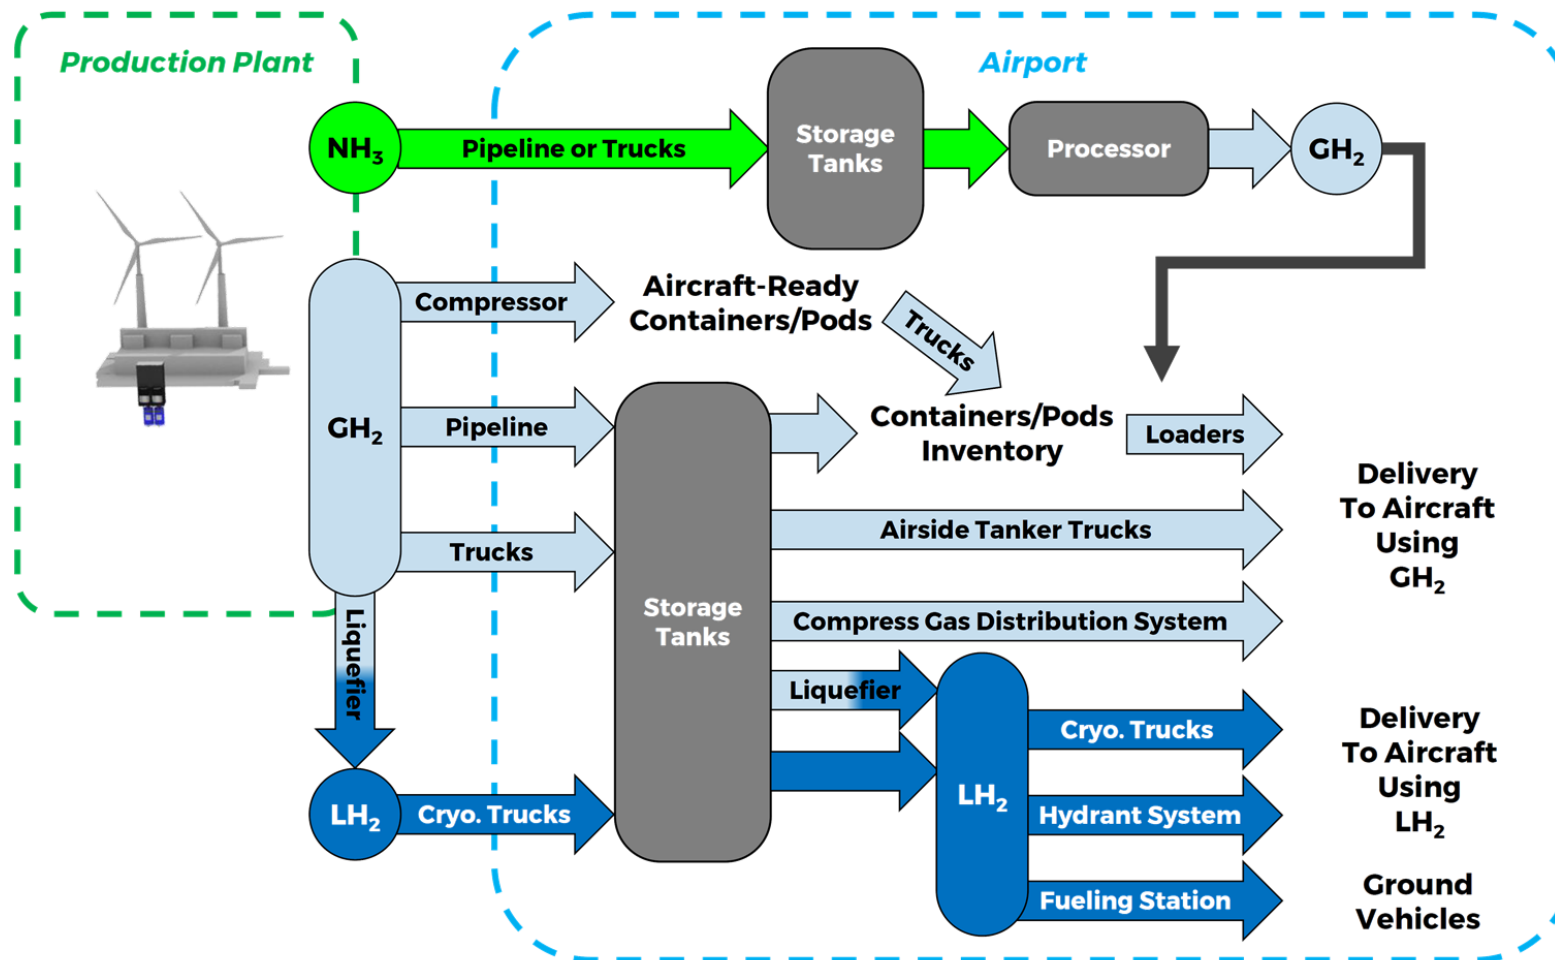 Production Plant
Airport
NH₃
Pipeline or Trucks
Storage
Tanks
Processor
GH₂
Compressor
Aircraft-Ready
Containers/Pods
Trucks
GH₂
Pipeline
Containers/Pods
Inventory
Loaders
Delivery
To Aircraft
Using
GH₂
Trucks
Airside Tanker Trucks
Storage
Tanks
Compress Gas Distribution System
Liquefier
Liquefier
LH₂
Cryo. Trucks
LH₂
Cryo. Trucks
Hydrant System
Fueling Station
Delivery
To Aircraft
Using
LH₂
Ground
Vehicles